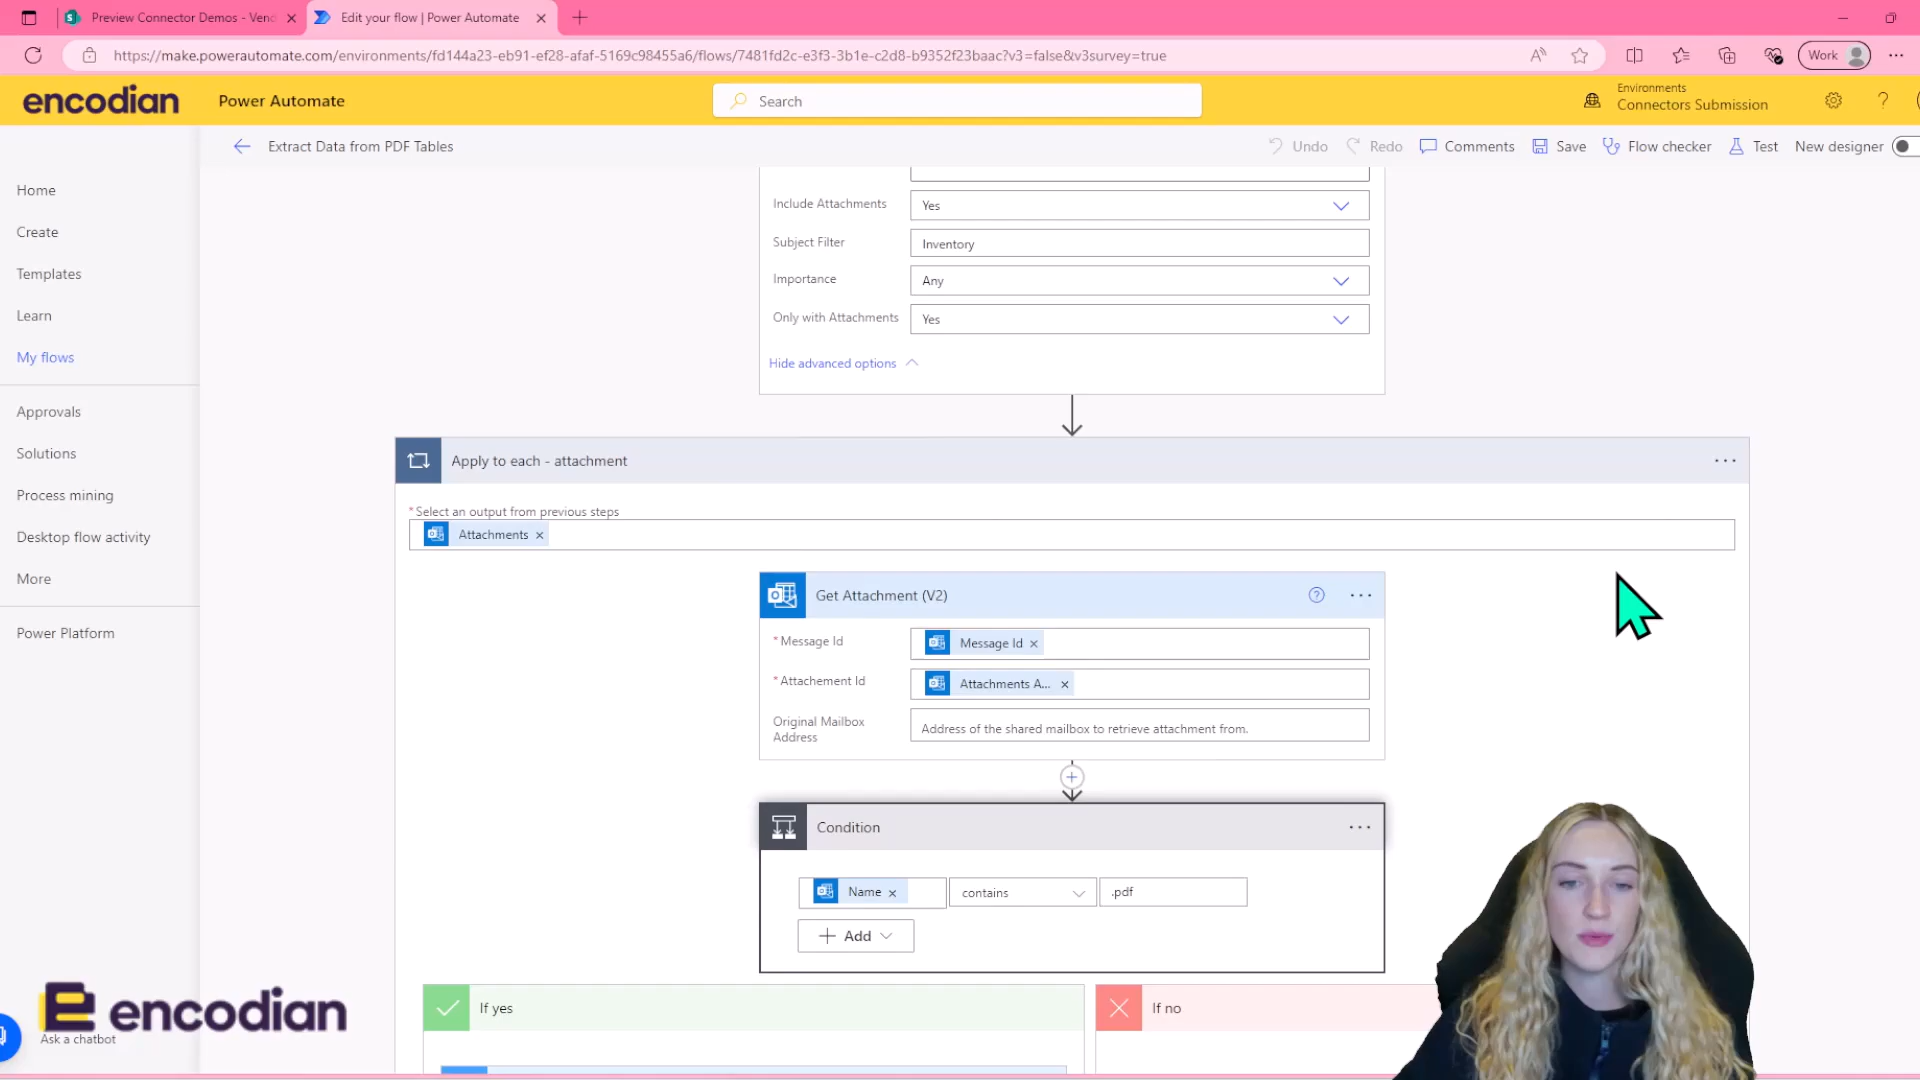 Preview Connector Demos - Venc
Edit your flow | Power Automate
https://make.powerautomate.com/environments/fd144a23-eb91-ef28-afaf-5169c98455a6/flows/7481fd2c-e3f3-3b1e-c2d8-b9352f23baac?v3=false&v3survey=true
Work
encodian
Power Automate
Search
Environments
Connectors Submission
Extract Data from PDF Tables
Undo
Redo
Comments
Save
Flow checker
Test
New designer
Home
Create
Templates
Learn
My flows
Approvals
Solutions
Process mining
Desktop flow activity
More
Power Platform
Include Attachments
Yes
Subject Filter
Inventory
Importance
Any
Only with Attachments
Yes
Hide advanced options
Apply to each - attachment
* Select an output from previous steps
Attachments
Get Attachment (V2)
* Message Id
Message Id
* Attachement Id
Attachments A...
Original Mailbox
Address
Address of the shared mailbox to retrieve attachment from.
Condition
Name
contains
.pdf
Add
If yes
If no
encodian
Ask a chatbot